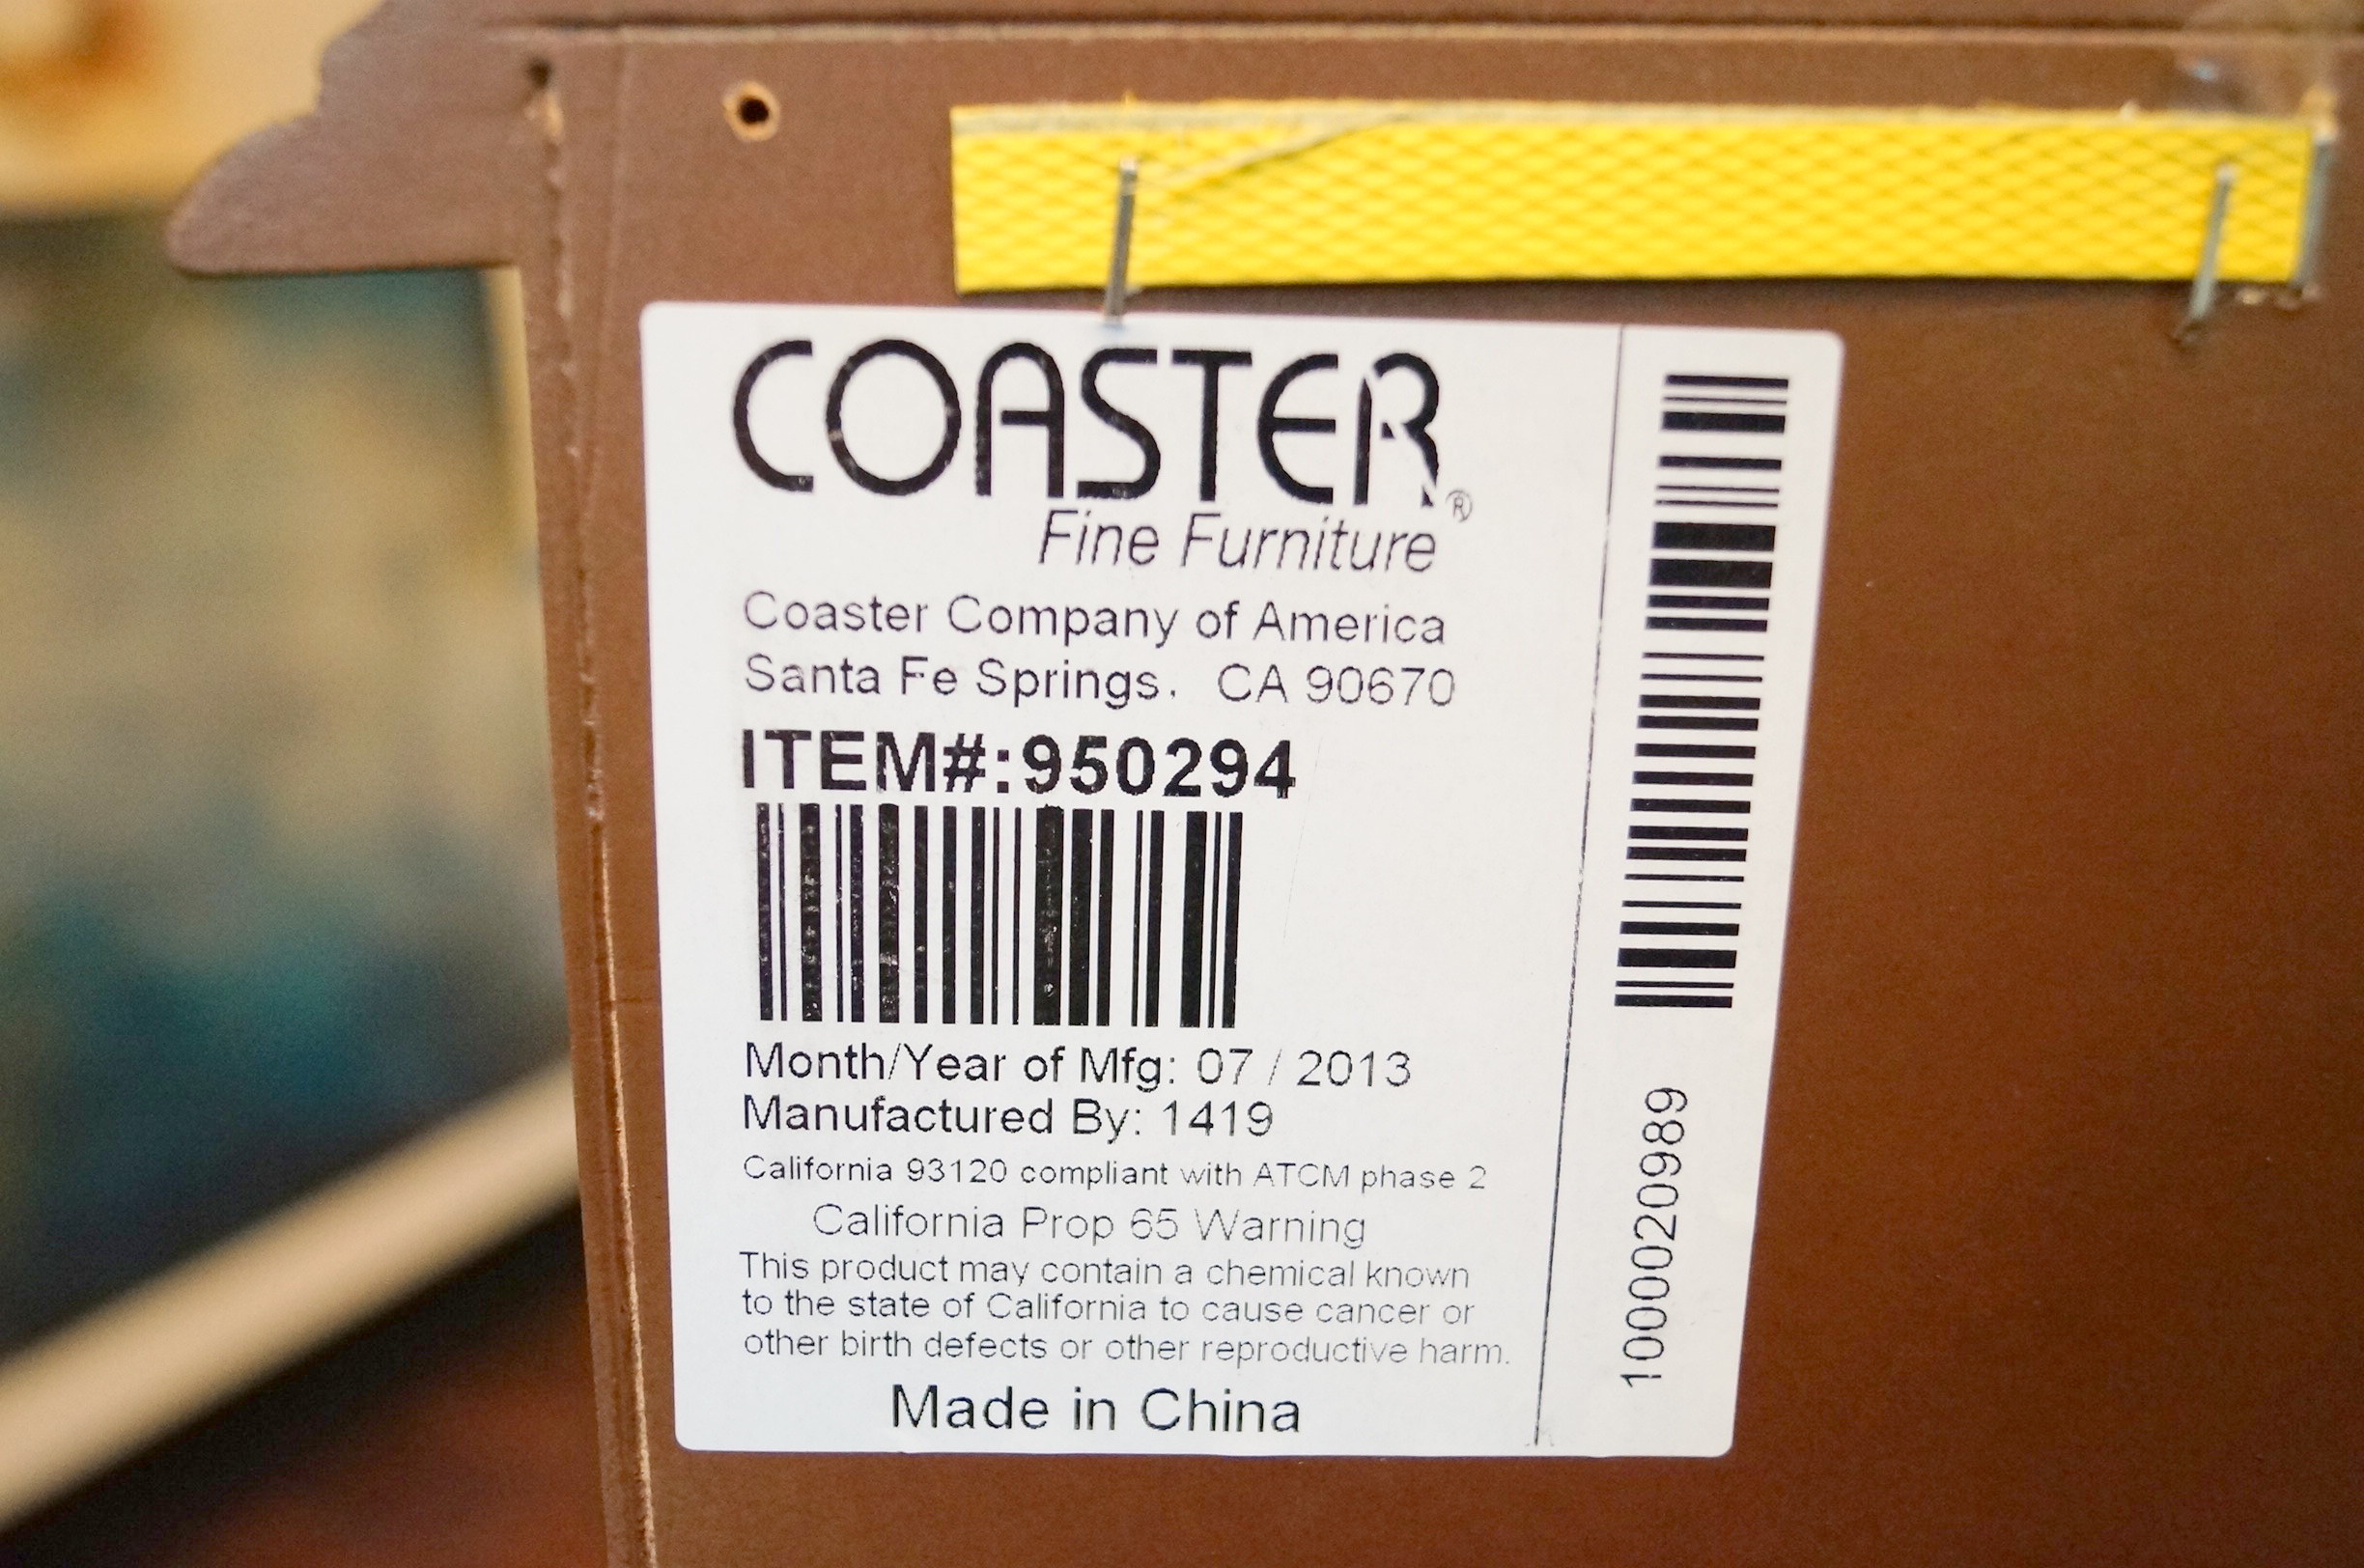 COASTER®
Fine Furniture
Coaster Company of America
Santa Fe Springs, CA 90670
ITEM#:950294
Month/Year of Mfg: 07 / 2013
Manufactured By: 1419
California 93120 compliant with ATCM phase 2
California Prop 65 Warning
This product may contain a chemical known
to the state of California to cause cancer or
other birth defects or other reproductive harm.
Made in China
1000020989